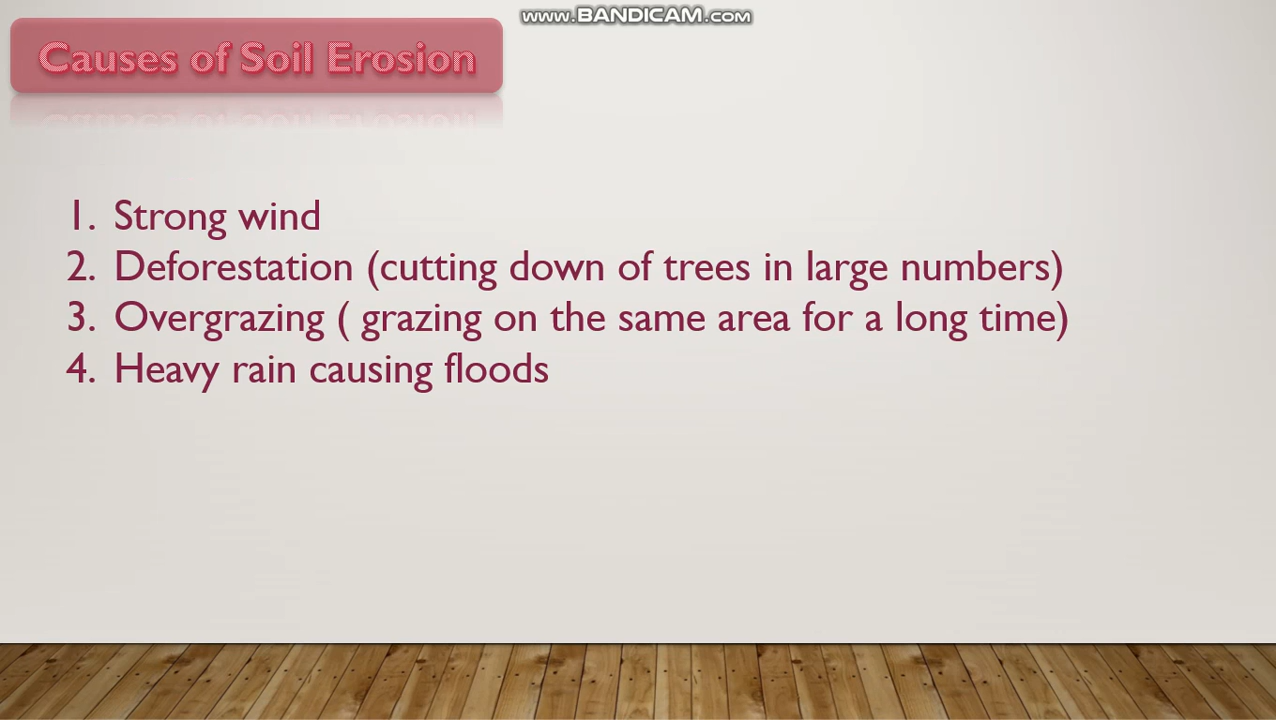 www.BANDICAM.com
Causes of Soil Erosion
1. Strong wind
2. Deforestation (cutting down of trees in large numbers)
3. Overgrazing ( grazing on the same area for a long time)
4. Heavy rain causing floods